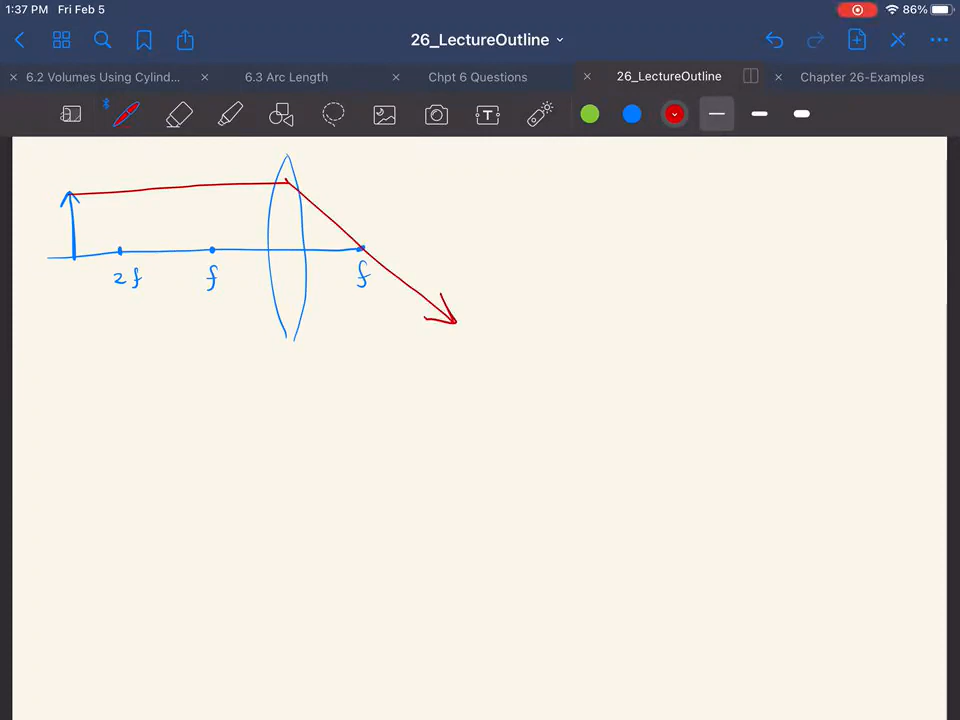 1:37 PM Fri Feb 5 86%
26_LectureOutline
6.2 Volumes Using Cylind... 6.3 Arc Length Chpt 6 Questions 26_LectureOutline Chapter 26-Examples
T
2f f f